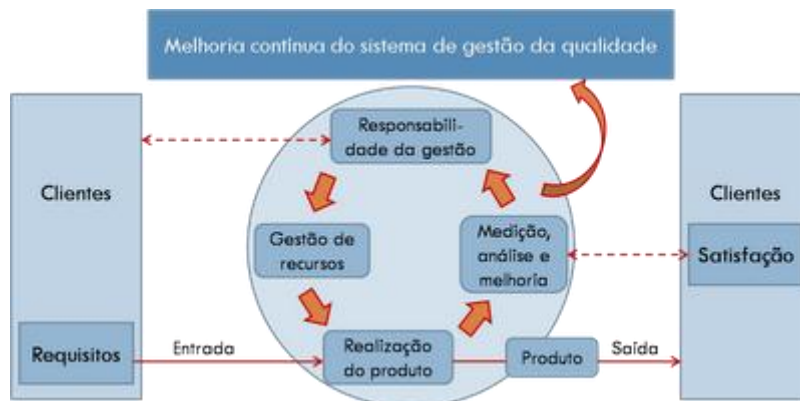 Melhoria contínua do sistema de gestão da qualidade
Clientes
Requisitos
Entrada
Responsabili-
dade da gestão
Gestão de
recursos
Medição,
análise e
melhoria
Realização
do produto
Produto
Saída
Clientes
Satisfação